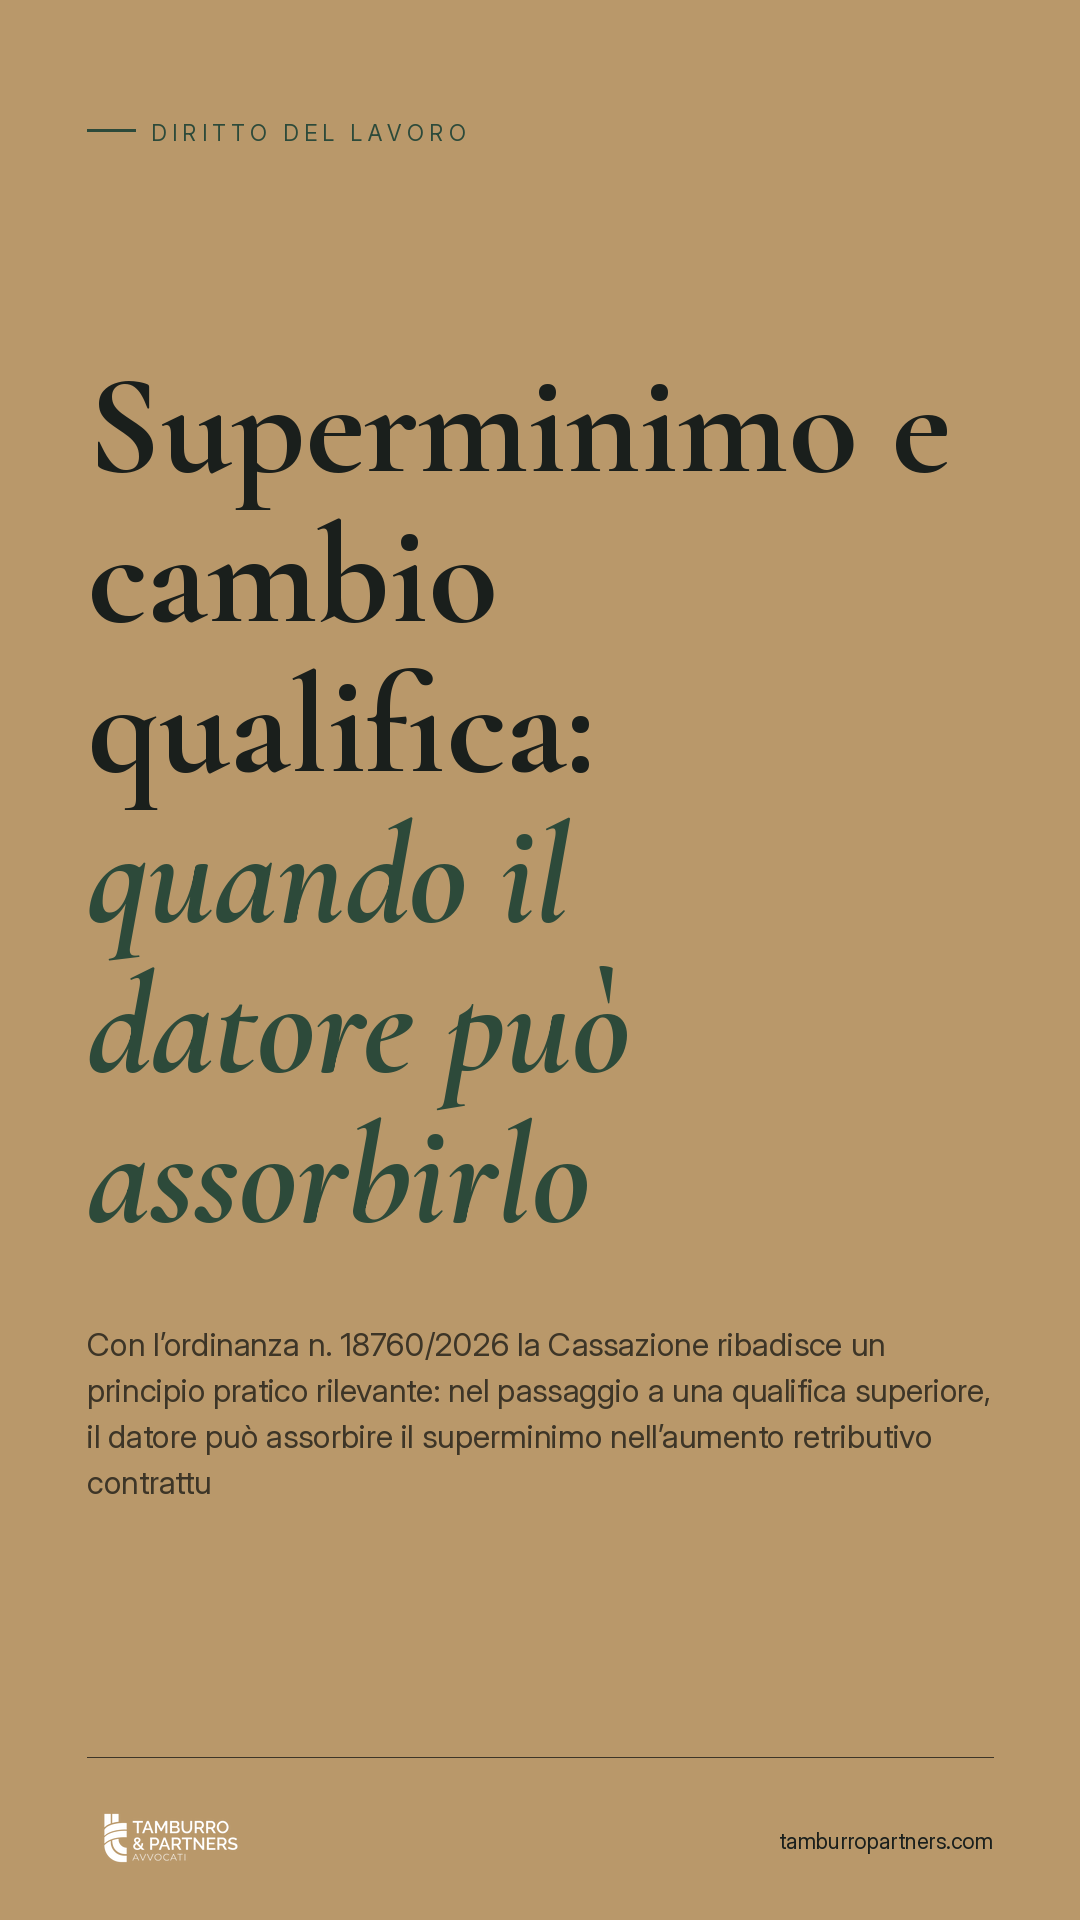 DIRITTO DEL LAVORO
Superminimo e
cambio
qualifica:
quando il
datore può
assorbirlo
Con l’ordinanza n. 18760/2026 la Cassazione ribadisce un
principio pratico rilevante: nel passaggio a una qualifica superiore,
il datore può assorbire il superminimo nell’aumento retributivo
contrattu
TAMBURRO
& PARTNERS
AVVOCATI
tamburropartners.com